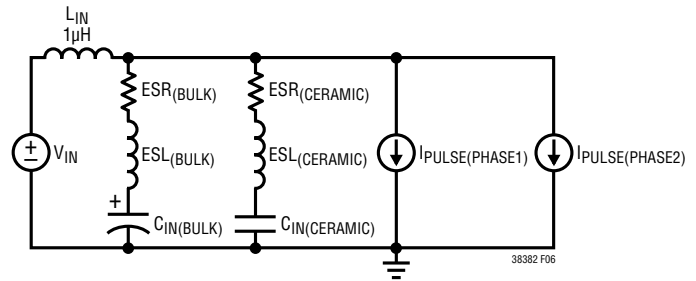 LIN
1µH
ESR(BULK)
ESR(CERAMIC)
±
VIN
ESL(BULK)
ESL(CERAMIC)
IPULSE(PHASE1)
IPULSE(PHASE2)
+
CIN(BULK)
CIN(CERAMIC)
38382 F06